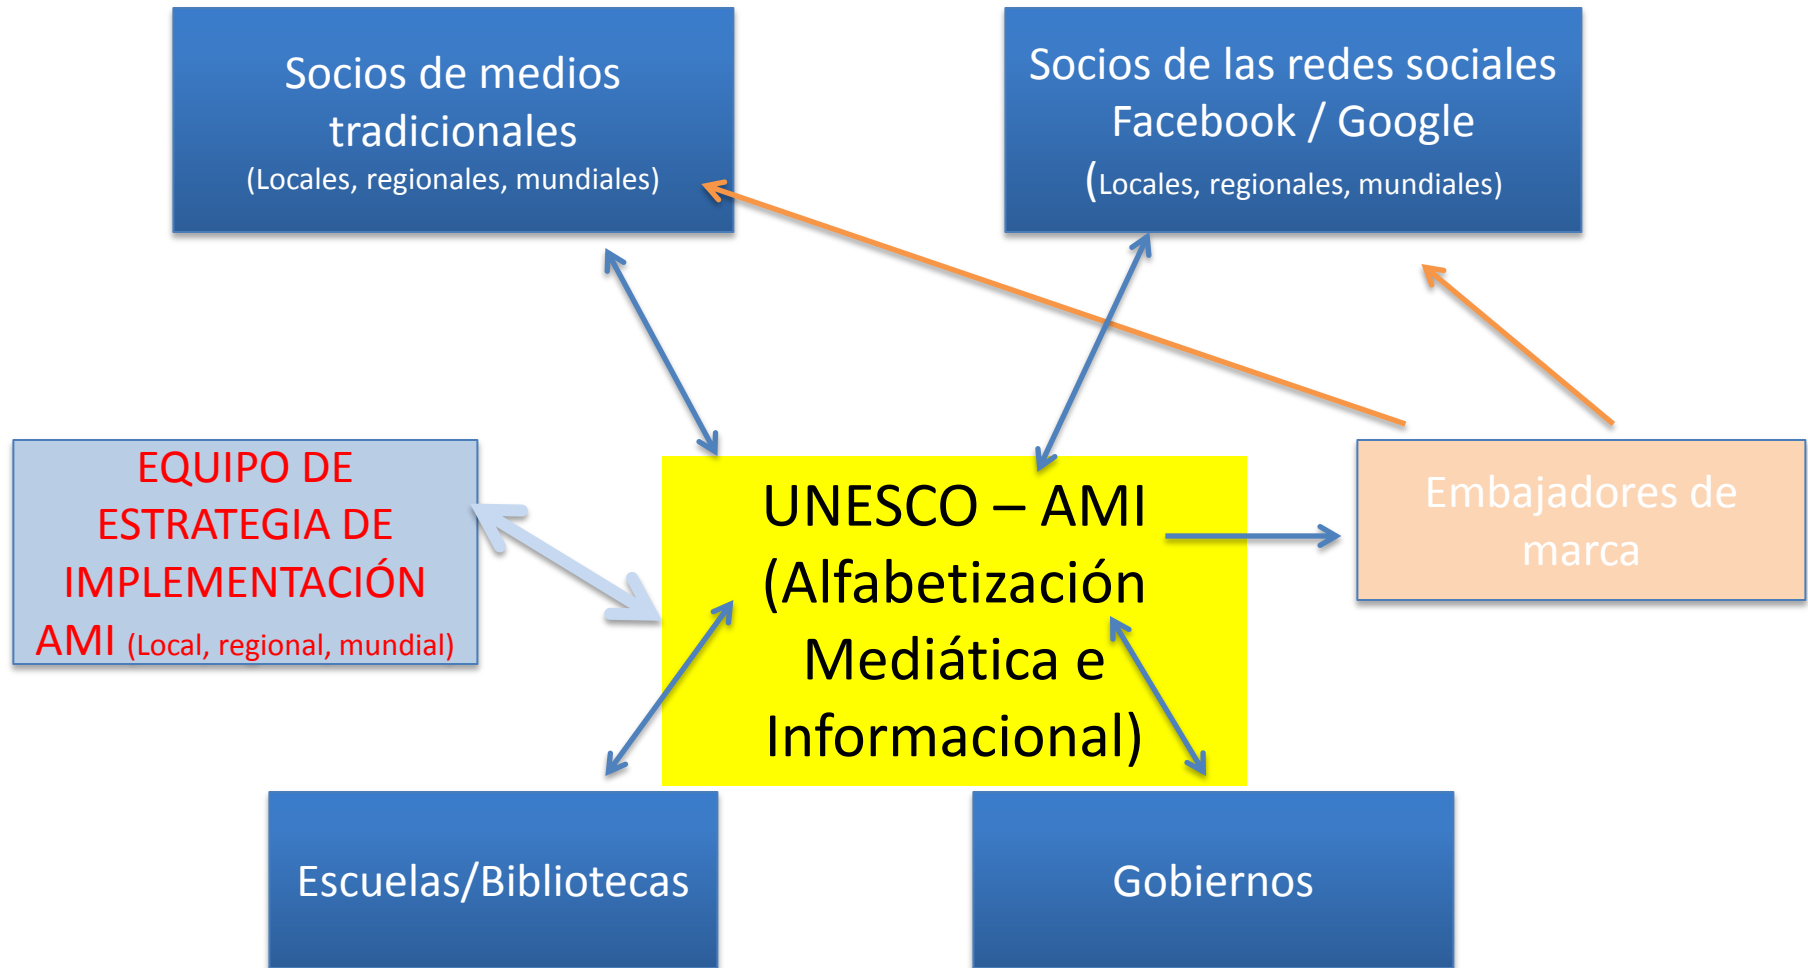 Socios de medios
tradicionales
(Locales, regionales, mundiales)
Socios de las redes sociales
Facebook / Google
(Locales, regionales, mundiales)
EQUIPO DE
ESTRATEGIA DE
IMPLEMENTACIÓN
AMI (Local, regional, mundial)
UNESCO – AMI
(Alfabetización
Mediática e
Informacional)
Embajadores de
marca
Escuelas/Bibliotecas
Gobiernos